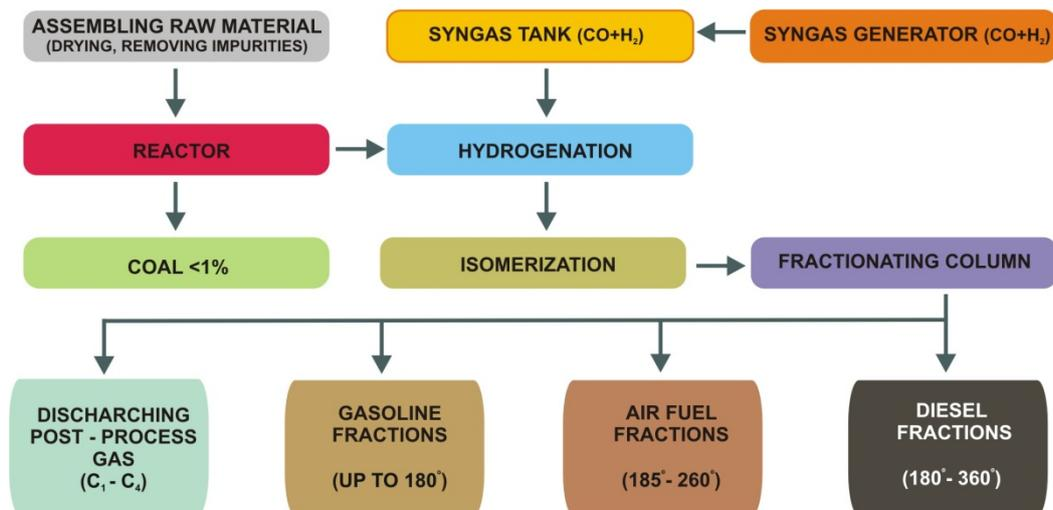 ASSEMBLING RAW MATERIAL
(DRYING, REMOVING IMPURITIES)
SYNGAS TANK (CO+H₂)
SYNGAS GENERATOR (CO+H₂)
REACTOR
HYDROGENATION
COAL <1%
ISOMERIZATION
FRACTIONATING COLUMN
DISCHARCHING
POST - PROCESS
GAS
(C₁ - C₄)
GASOLINE
FRACTIONS
(UP TO 180°)
AIR FUEL
FRACTIONS
(185°- 260°)
DIESEL
FRACTIONS
(180°- 360°)